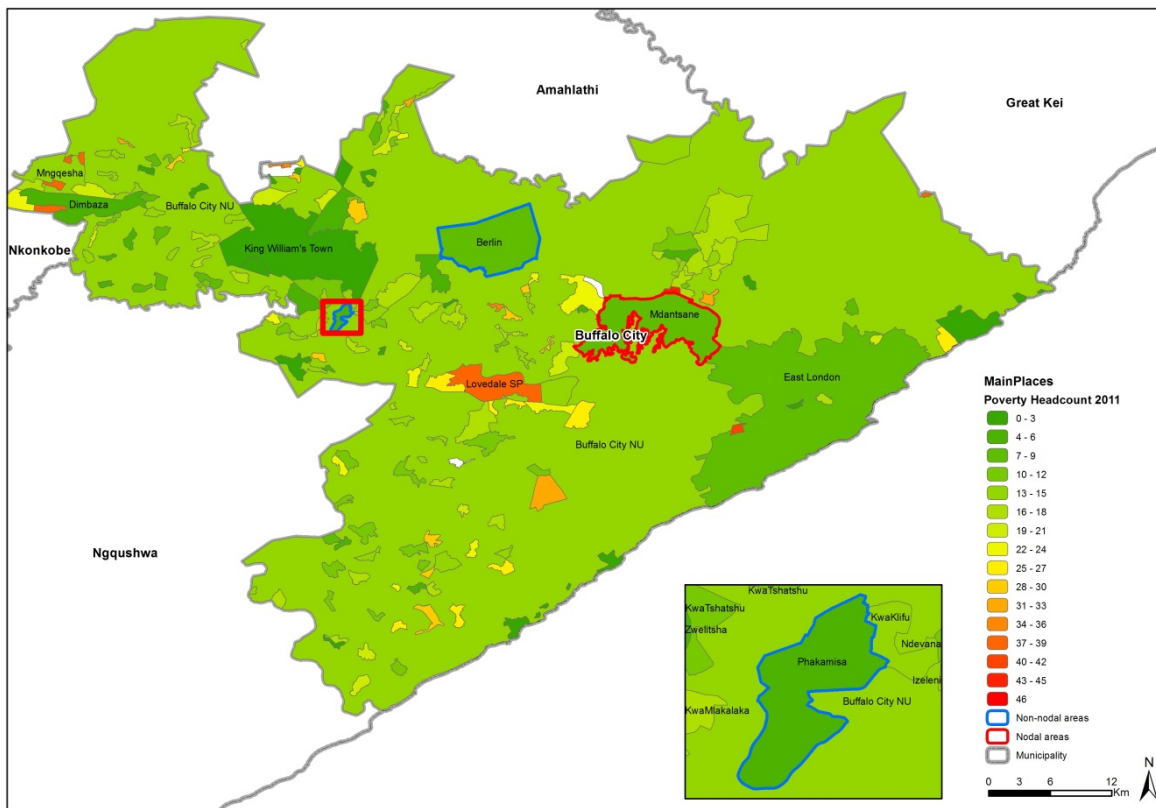 Amahlathi
Great Kei
Mngqesha
Dimbaza
Buffalo City NU
Nkonkobe
King William's Town
Berlin
Mdantsane
Buffalo City
East London
Lovedale SP
Buffalo City NU
Ngqushwa
MainPlaces
Poverty Headcount 2011
0 - 3
4 - 6
7 - 9
10 - 12
13 - 15
16 - 18
19 - 21
22 - 24
25 - 27
28 - 30
31 - 33
34 - 36
37 - 39
40 - 42
43 - 45
46
Non-nodal areas
Nodal areas
Municipality
0 3 6 12
Km
N
KwaTshatshu
KwaTshatshu
KwaKlifu
Zwelitsha
Ndevana
Phakamisa
Izeleni
Buffalo City NU
KwaMlakalaka